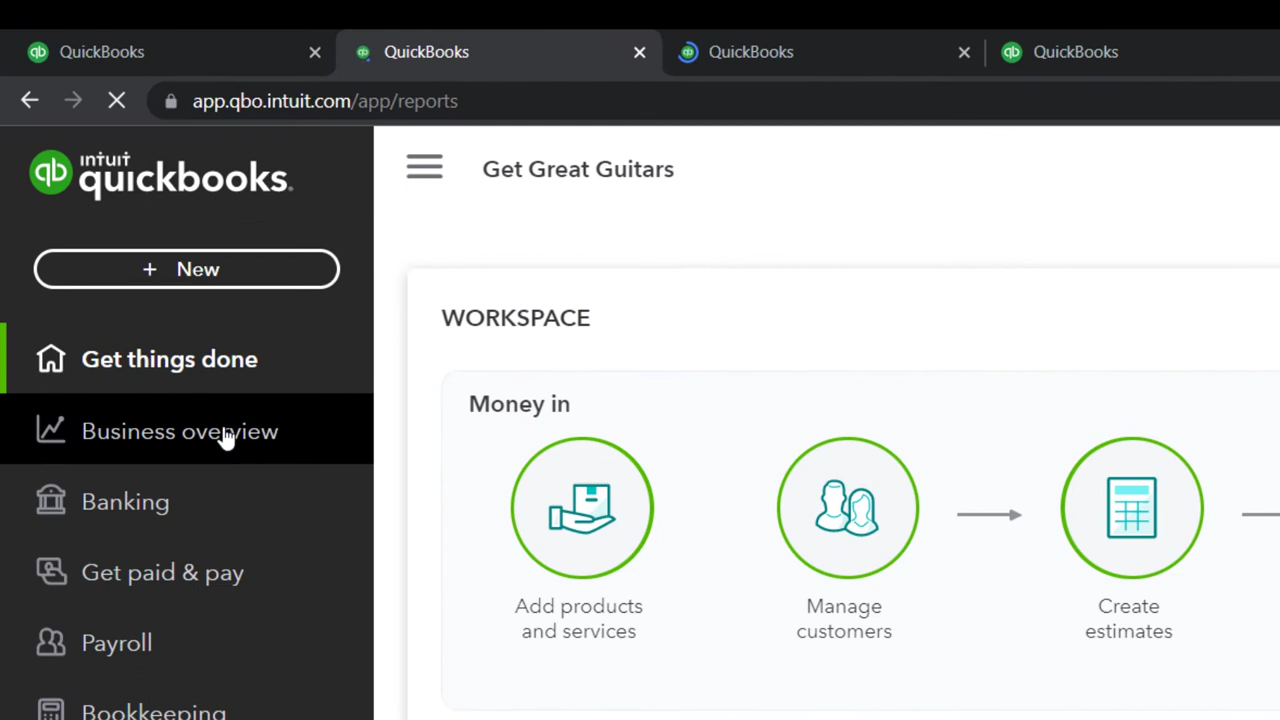 QuickBooks
QuickBooks
QuickBooks
QuickBooks
app.qbo.intuit.com/app/reports
qb intuit quickbooks.
Get Great Guitars
+ New
WORKSPACE
Get things done
Money in
Business overview
Banking
Get paid & pay
Add products
and services
Manage
customers
Create
estimates
Payroll
Bookkeeping